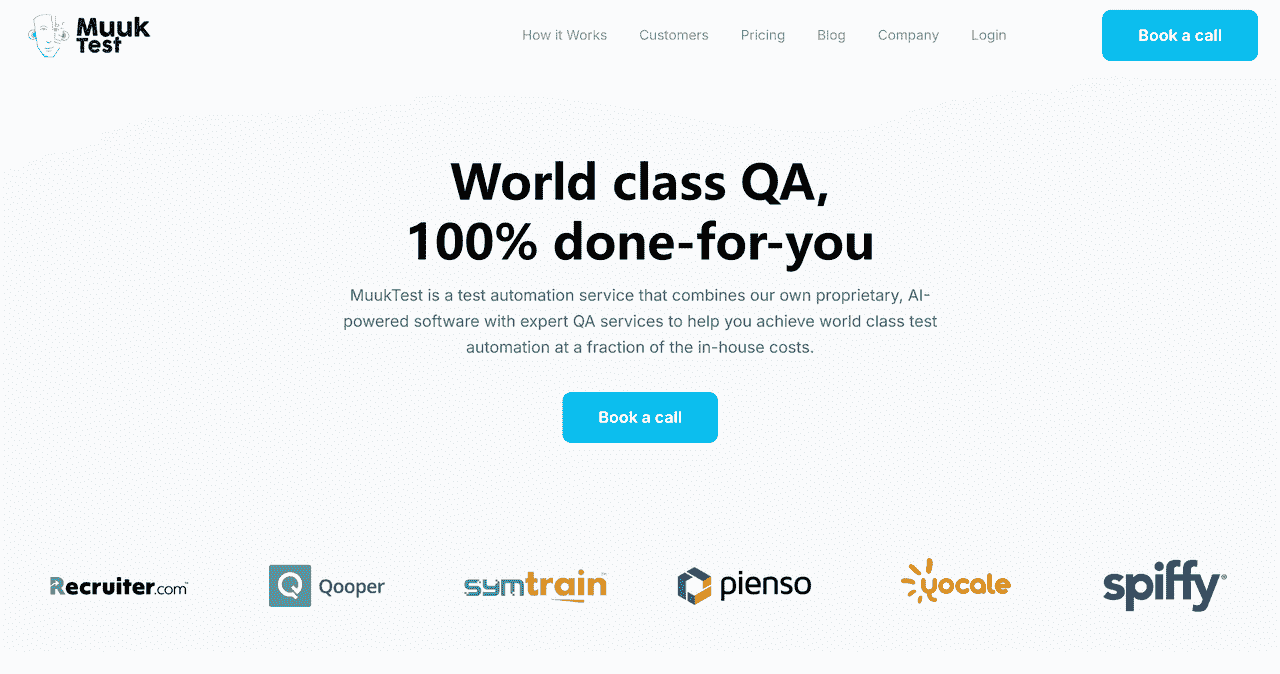 Muuk
Test
How it Works
Customers
Pricing
Blog
Company
Login
Book a call
World class QA,
100% done-for-you
MuukTest is a test automation service that combines our own proprietary, AI-
powered software with expert QA services to help you achieve world class test
automation at a fraction of the in-house costs.
Book a call
Recruiter.com™
Qooper
symtrain™
pienso
yocale
spiffy®